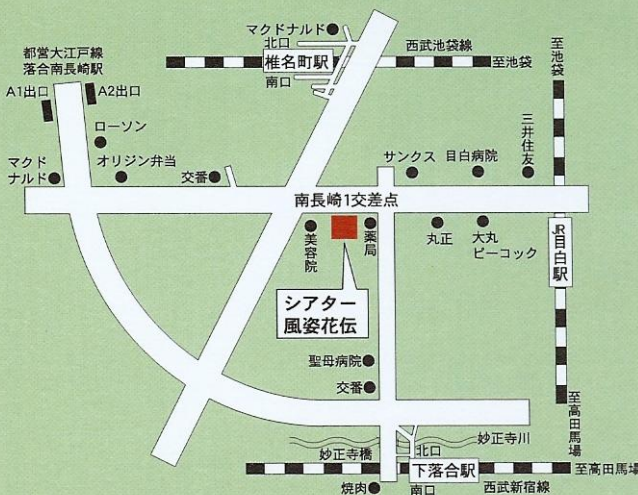 マクドナルド
北口
西武池袋線
至池袋
椎名町駅
南口
都営大江戸線
落合南長崎駅
A1出口
A2出口
至池袋
ローソン
マク
ドナルド
オリジン弁当
交番
サンクス
目白病院
三井住友
南長崎1交差点
美容院
薬局
丸正
大丸
ピーコック
JR目白駅
シアター
風姿花伝
聖母病院
交番
至高田馬場
妙正寺橋
妙正寺川
北口
下落合駅
至高田馬場
焼肉
南口
西武新宿線